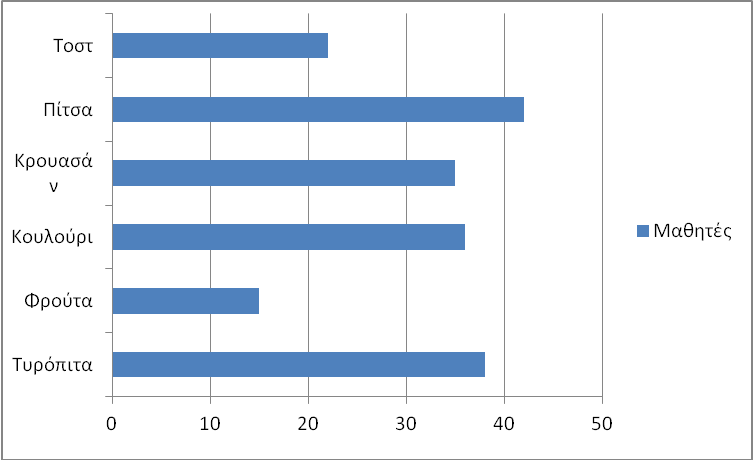 Τοστ
Πίτσα
Κρουασά
ν
Κουλούρι
Φρούτα
Τυρόπιτα
0 10 20 30 40 50
Μαθητές